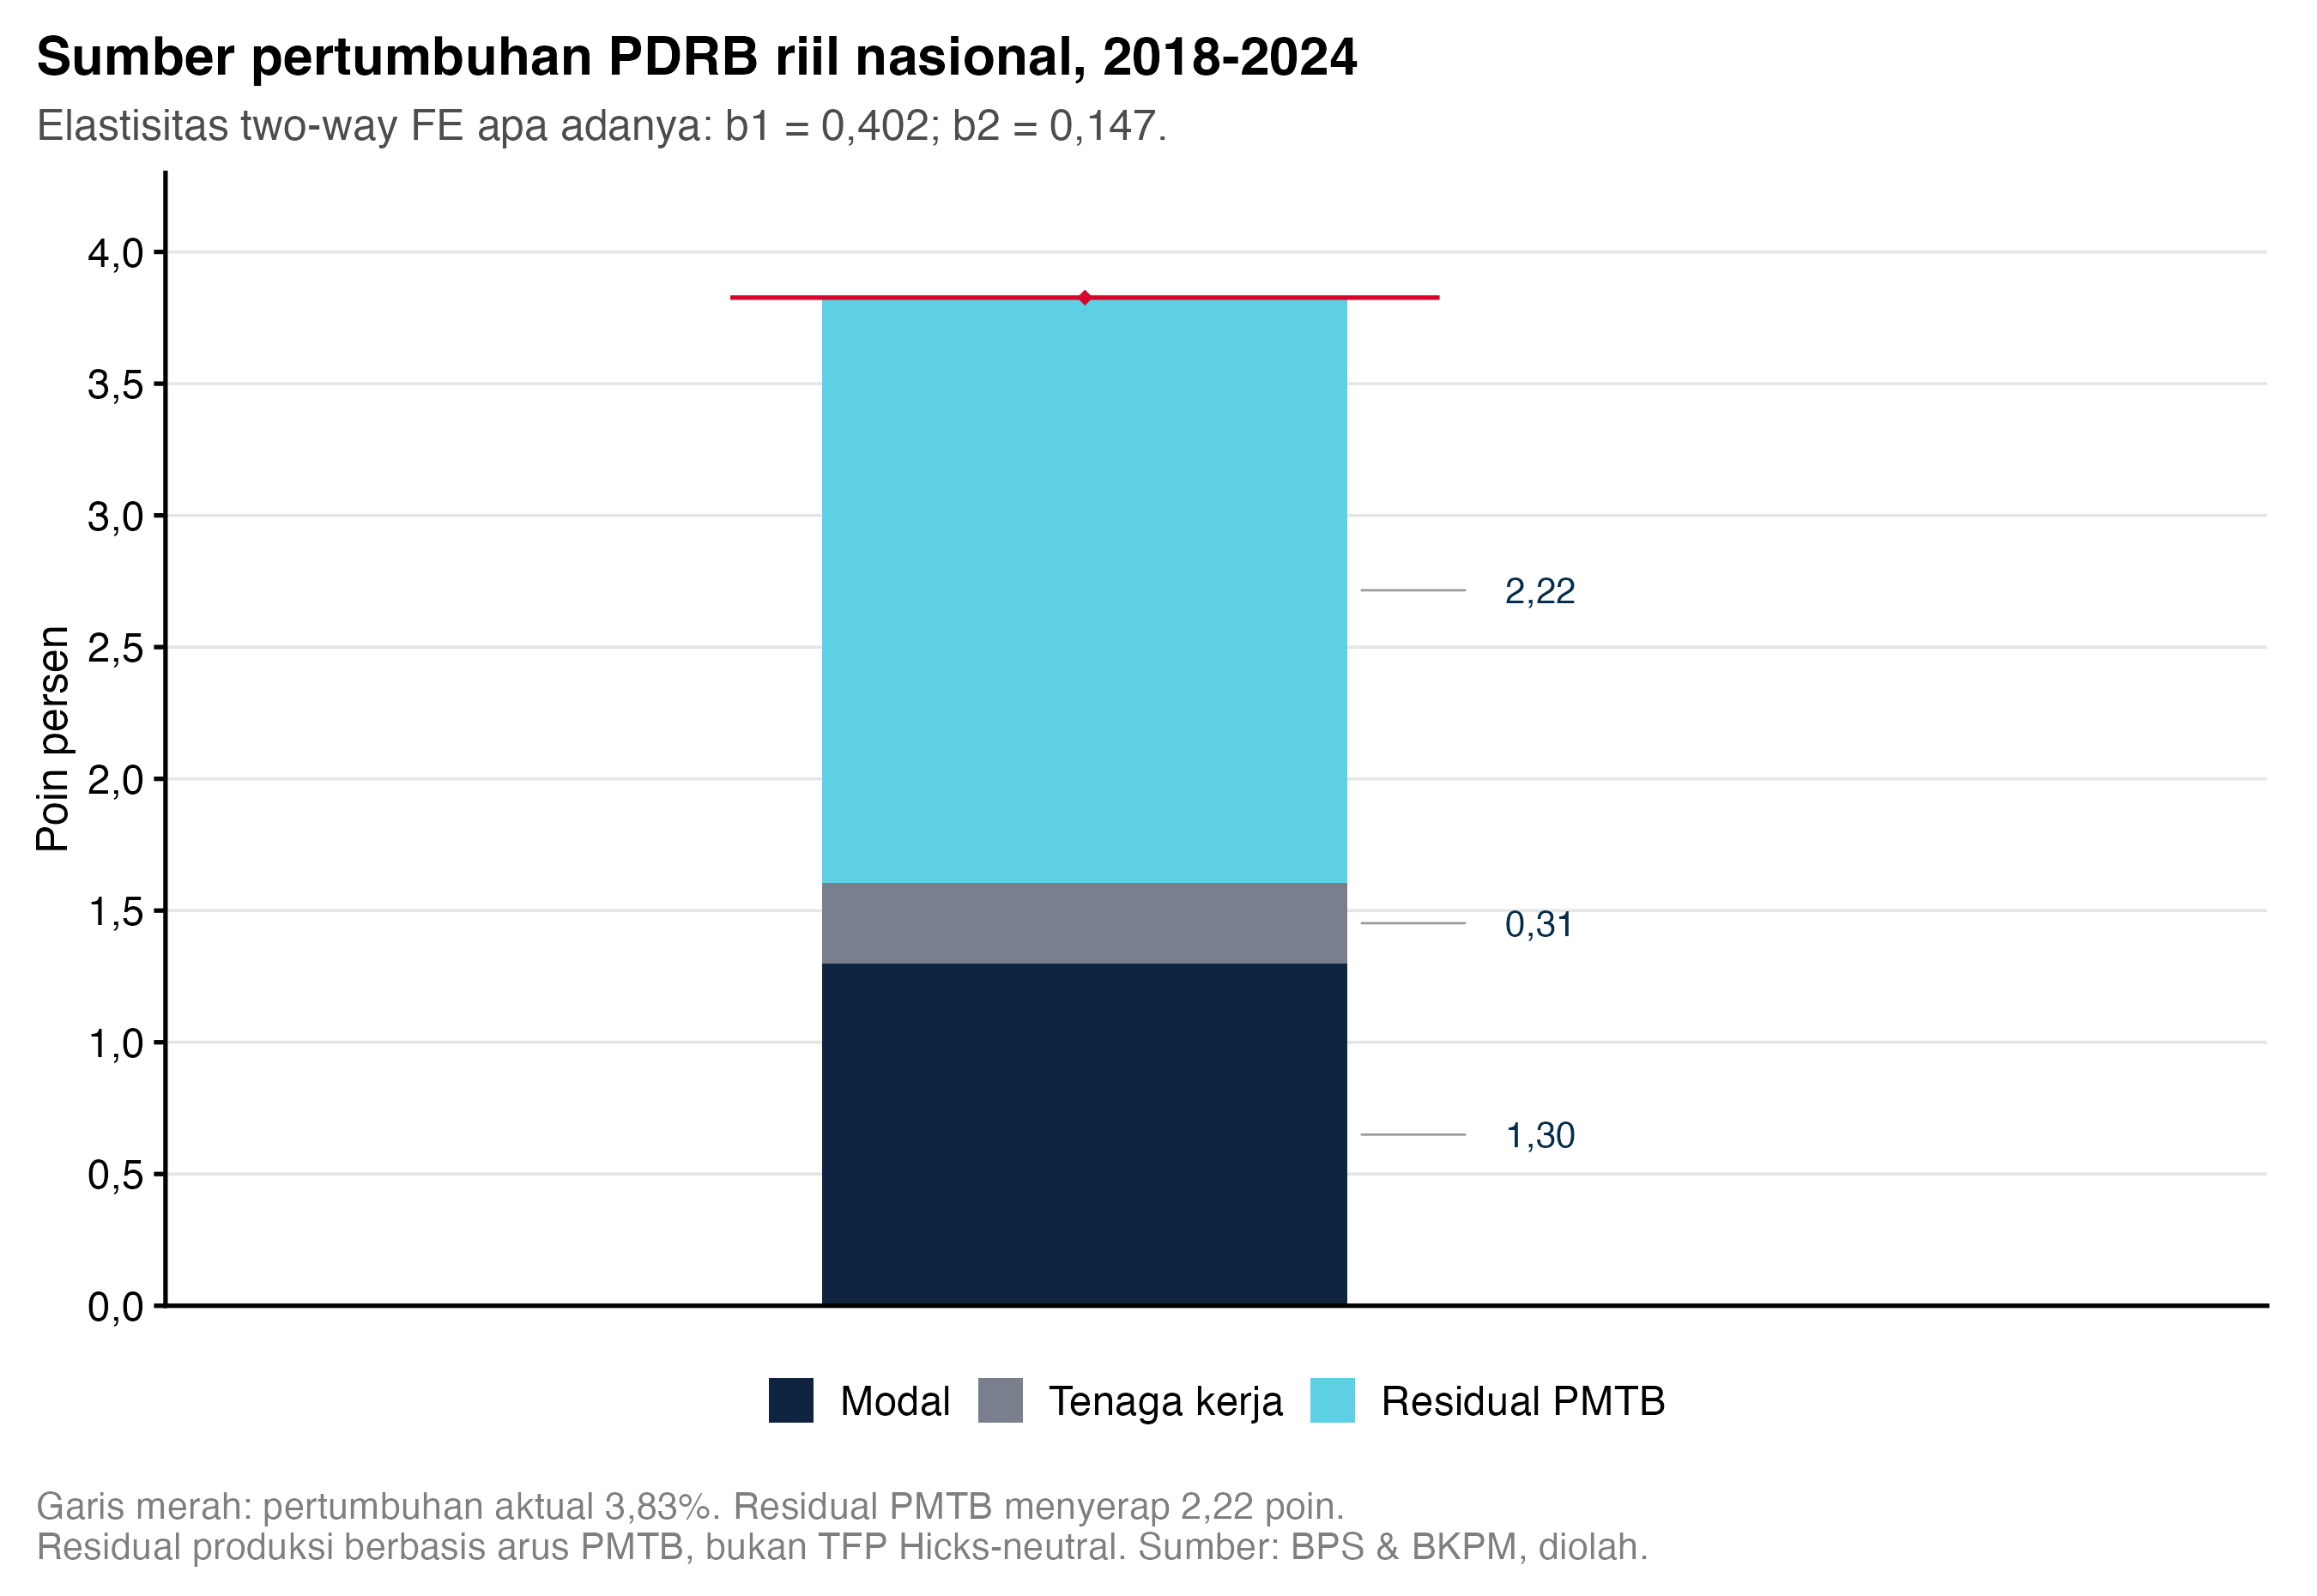 Sumber pertumbuhan PDRB riil nasional, 2018-2024
Elastisitas two-way FE apa adanya: b1 = 0,402; b2 = 0,147.
Poin persen
4,0
3,5
3,0
2,5
2,0
1,5
1,0
0,5
0,0
2,22
0,31
1,30
Modal
Tenaga kerja
Residual PMTB
Garis merah: pertumbuhan aktual 3,83%. Residual PMTB menyerap 2,22 poin.
Residual produksi berbasis arus PMTB, bukan TFP Hicks-neutral. Sumber: BPS & BKPM, diolah.